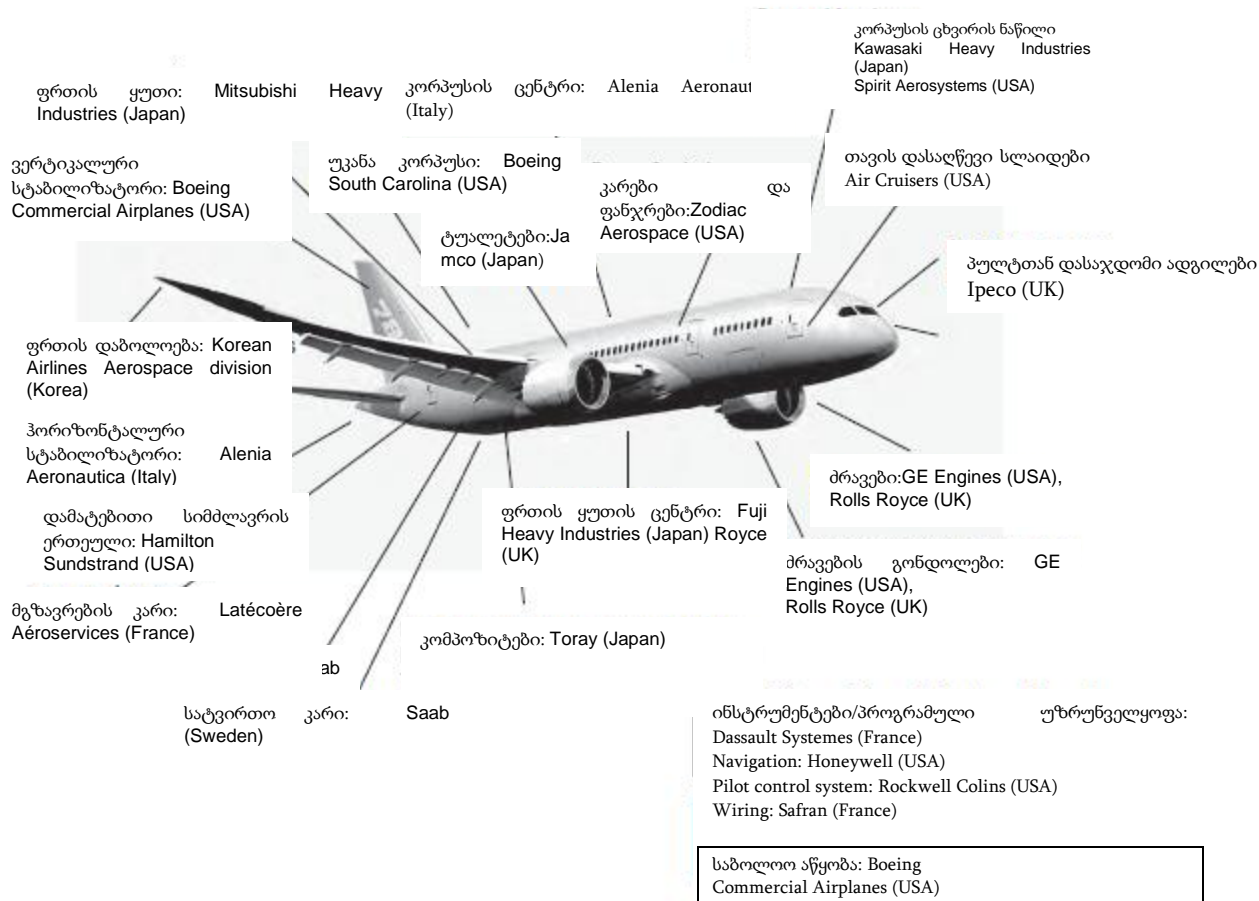 კორპუსის ცხვირის ნაწილი
Kawasaki Heavy Industries
(Japan)
Spirit Aerosystems (USA)
ფრთის ყუთი: Mitsubishi Heavy
Industries (Japan)
კორპუსის ცენტრი: Alenia Aeronaut
(Italy)
ვერტიკალური
სტაბილიზატორი: Boeing
Commercial Airplanes (USA)
უკანა კორპუსი: Boeing
South Carolina (USA)
კარები და
ფანჯრები:Zodiac
Aerospace (USA)
თავის დასაღწევი სლაიდები
Air Cruisers (USA)
ტუალეტები:Ja
mco (Japan)
პულტთან დასაჯდომი ადგილები
Ipeco (UK)
787
ფრთის დაბოლოება: Korean
Airlines Aerospace division
(Korea)
ჰორიზონტალური
სტაბილიზატორი: Alenia
Aeronautica (Italy)
ძრავები:GE Engines (USA),
Rolls Royce (UK)
დამატებითი სიმძლავრის
ერთეული: Hamilton
Sundstrand (USA)
ფრთის ყუთის ცენტრი: Fuji
Heavy Industries (Japan) Royce
(UK)
ძრავების გონდოლები: GE
Engines (USA),
Rolls Royce (UK)
მგზავრების კარი: Latécoère
Aéroservices (France)
კომპოზიტები: Toray (Japan)
ab
სატვირთო კარი: Saab
(Sweden)
ინსტრუმენტები/პროგრამული უზრუნველყოფა:
Dassault Systemes (France)
Navigation: Honeywell (USA)
Pilot control system: Rockwell Colins (USA)
Wiring: Safran (France)
საბოლოო აწყობა: Boeing
Commercial Airplanes (USA)